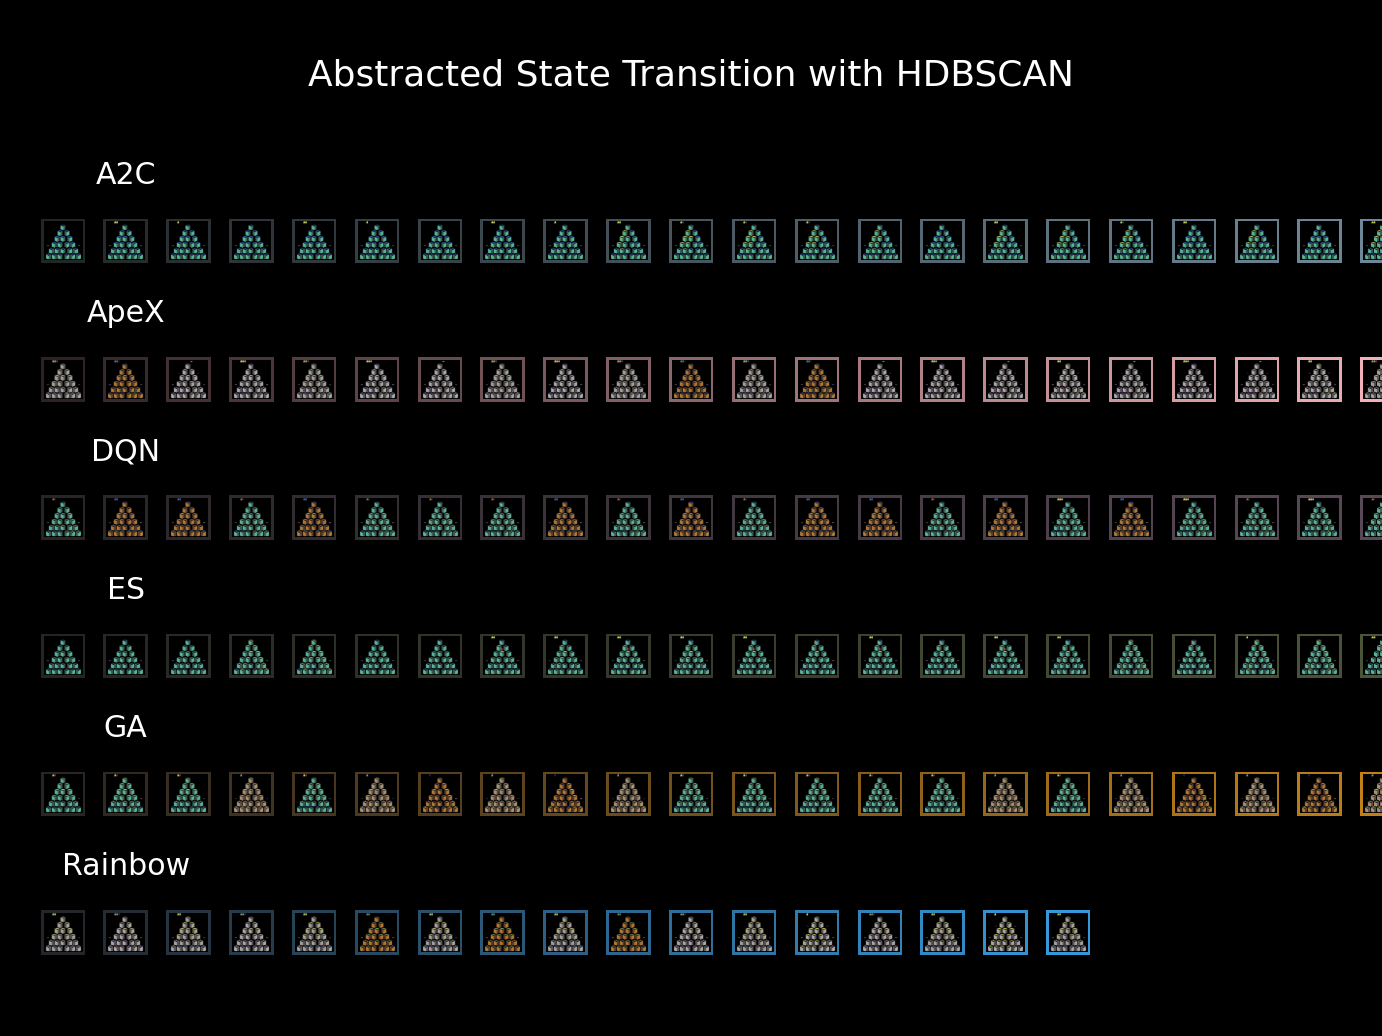 Abstracted State Transition with HDBSCAN
A2C
ApeX
DQN
ES
GA
Rainbow